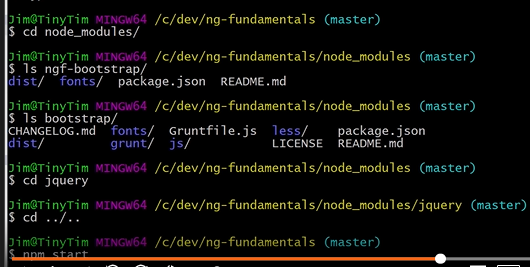 Jim@TinyTim MINGW64 /c/dev/ng-fundamentals (master)
$ cd node_modules/
Jim@TinyTim MINGW64 /c/dev/ng-fundamentals/node_modules (master)
$ ls ngf-bootstrap/
dist/ fonts/ package.json README.md
Jim@TinyTim MINGW64 /c/dev/ng-fundamentals/node_modules (master)
$ ls bootstrap/
CHANGELOG.md fonts/ Gruntfile.js less/ package.json
dist/ grunt/ js/ LICENSE README.md
Jim@TinyTim MINGW64 /c/dev/ng-fundamentals/node_modules (master)
$ cd jquery
Jim@TinyTim MINGW64 /c/dev/ng-fundamentals/node_modules/jquery (master)
$ cd ../..
Jim@TinyTim MINGW64 /c/dev/ng-fundamentals (master)
$ npm start